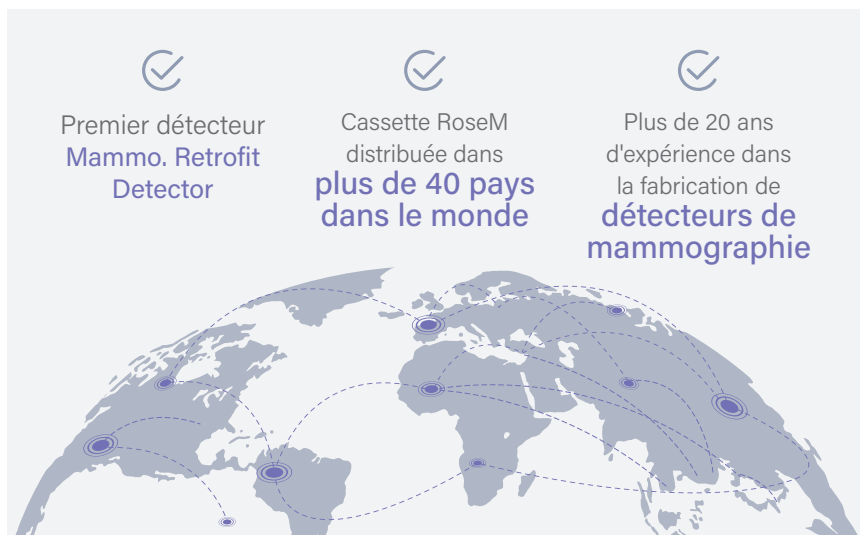 Premier détecteur
Mammo. Retrofit
Detector
Cassette RoseM
distribuée dans
plus de 40 pays
dans le monde
Plus de 20 ans
d'expérience dans
la fabrication de
détecteurs de
mammographie